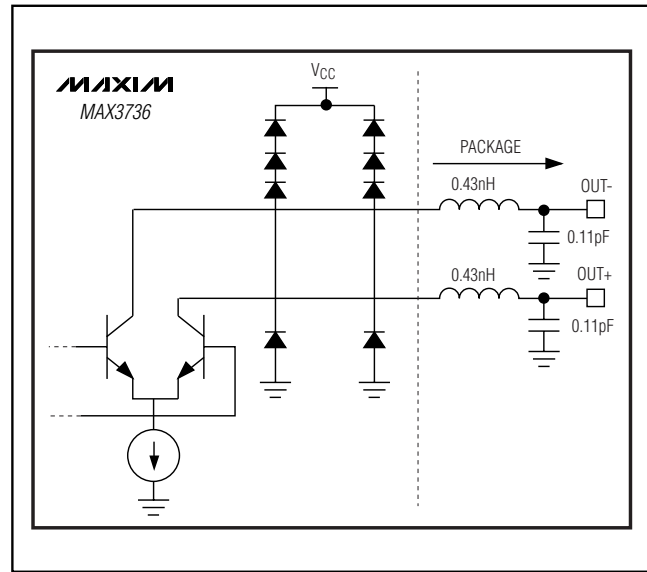 MAXIM
MAX3736
VCC
PACKAGE
0.43nH
OUT-
0.11pF
0.43nH
OUT+
0.11pF